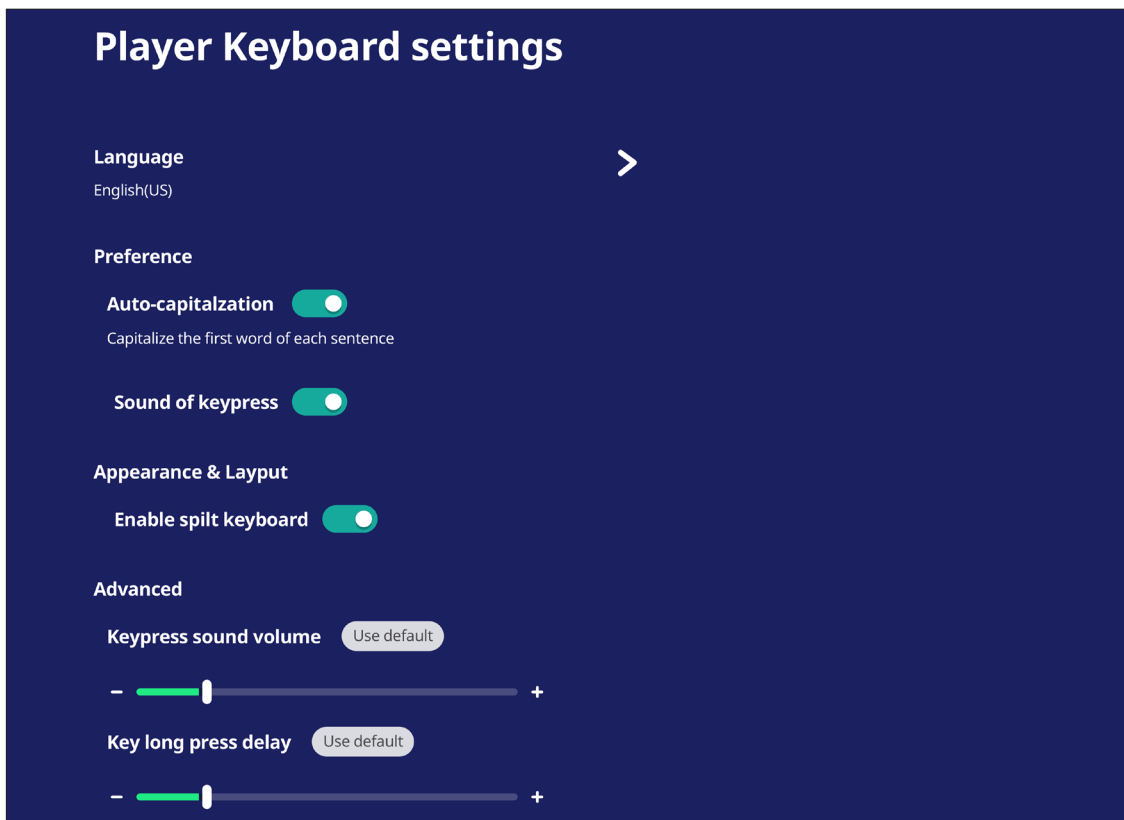 Player Keyboard settings
Language
English(US)
Preference
Auto-capitalzation
Capitalize the first word of each sentence
Sound of keypress
Appearance & Layput
Enable spilt keyboard
Advanced
Keypress sound volume Use default
- +
Key long press delay Use default
- +